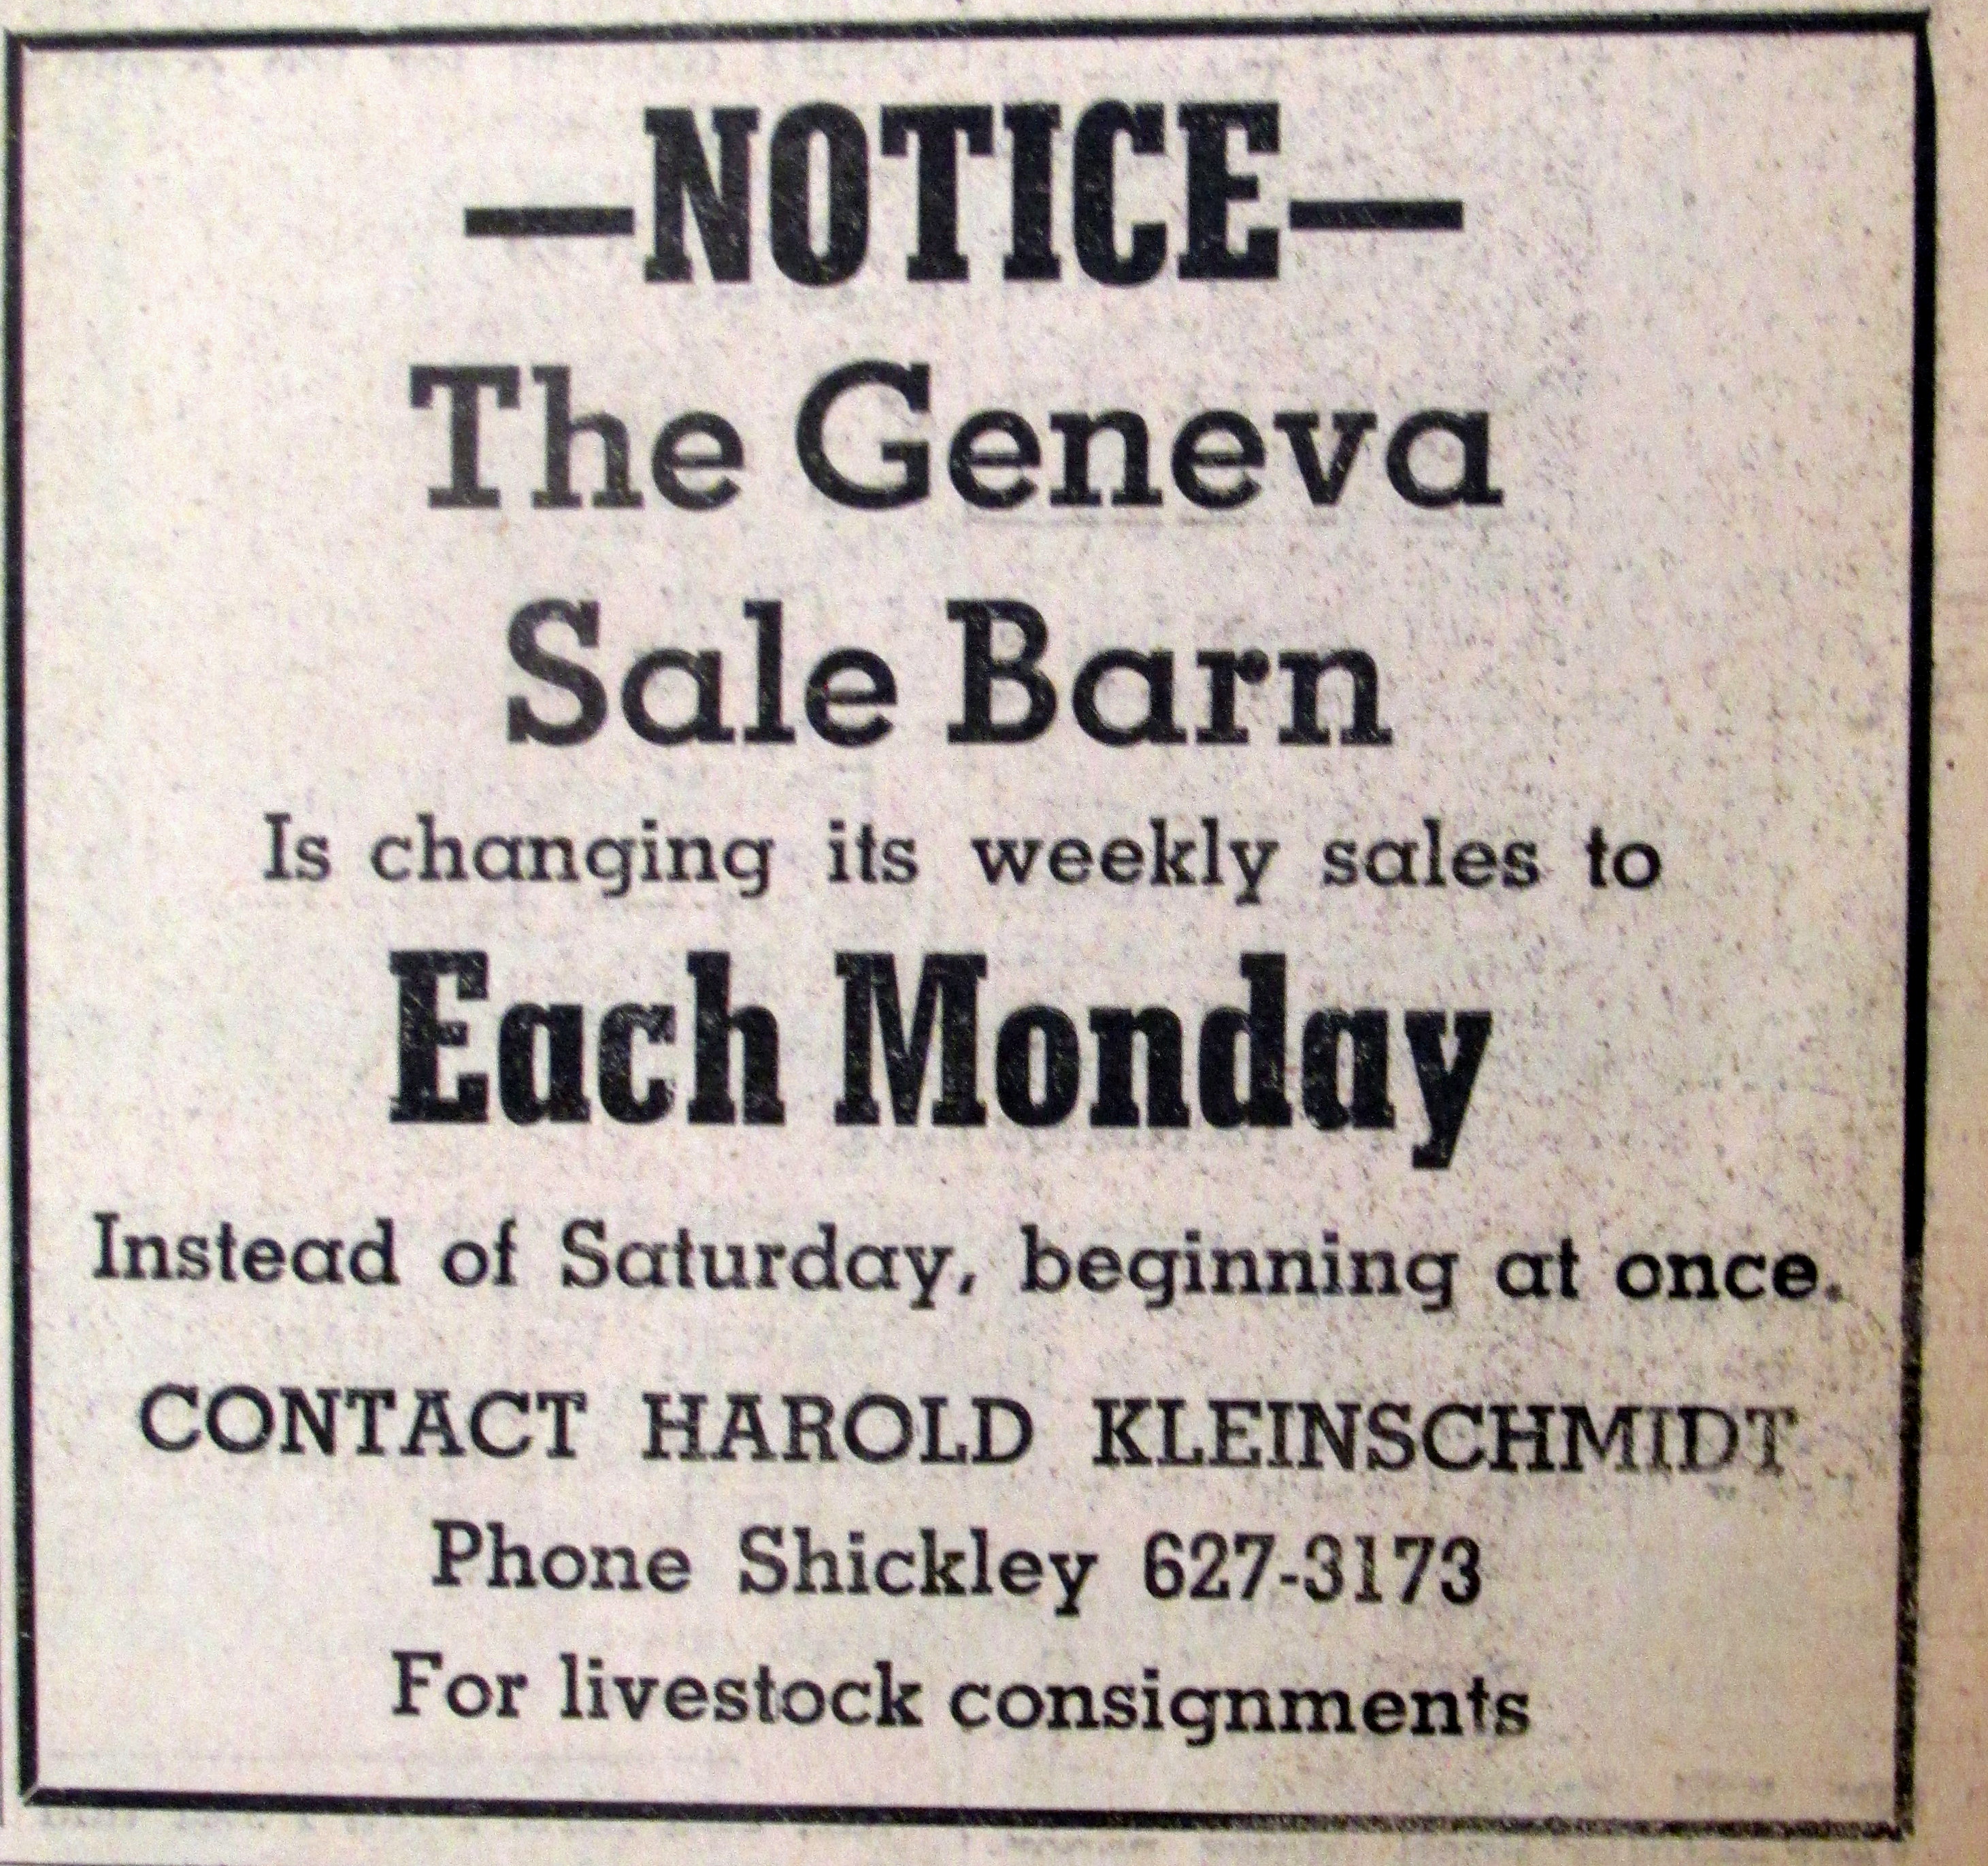 —NOTICE—
The Geneva
Sale Barn
Is changing its weekly sales to
Each Monday
Instead of Saturday, beginning at once.
CONTACT HAROLD KLEINSCHMIDT
Phone Shickley 627-3173
For livestock consignments